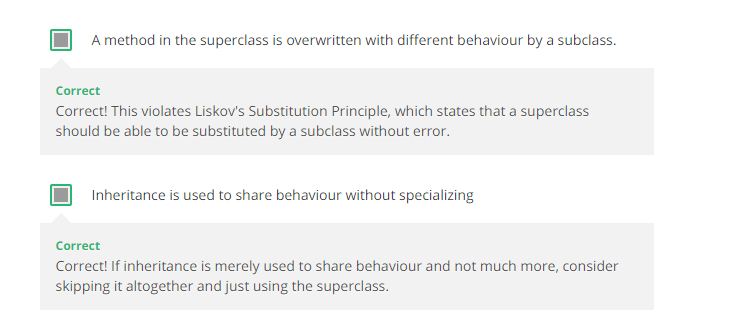 A method in the superclass is overwritten with different behaviour by a subclass.
Correct
Correct! This violates Liskov's Substitution Principle, which states that a superclass
should be able to be substituted by a subclass without error.
Inheritance is used to share behaviour without specializing
Correct
Correct! If inheritance is merely used to share behaviour and not much more, consider
skipping it altogether and just using the superclass.